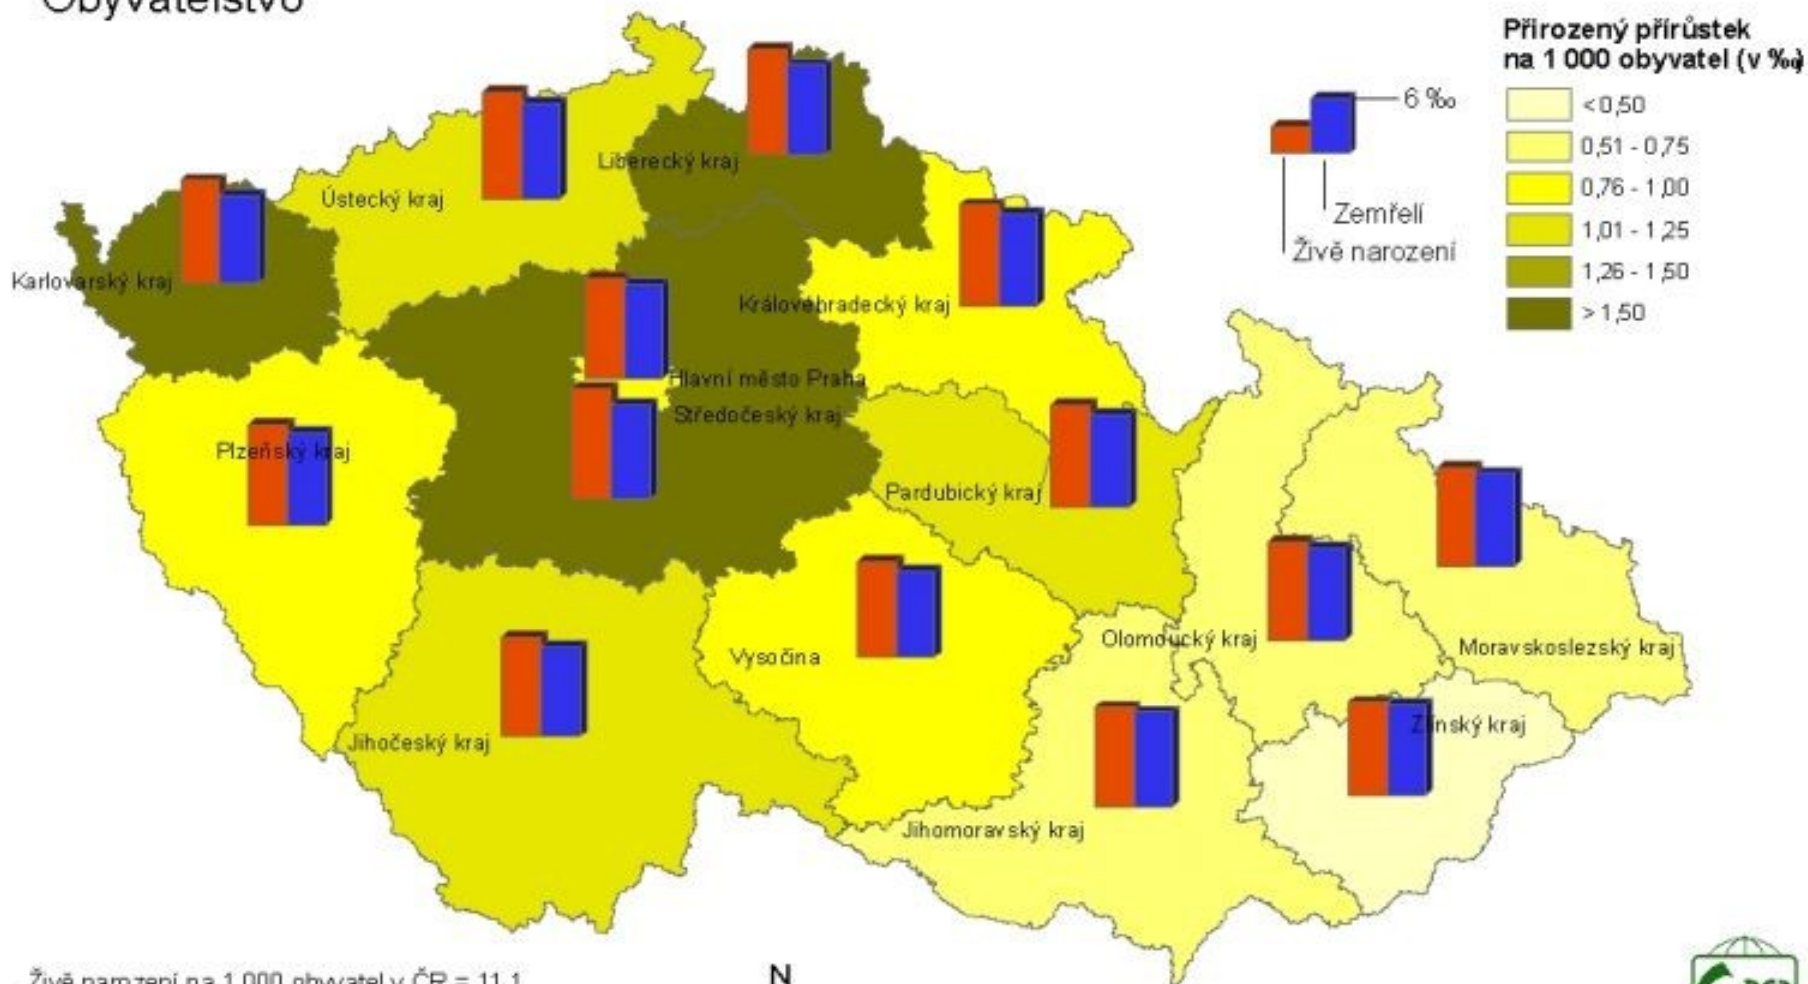 Obyvatelstvo
Přirozený přírůstek
na 1 000 obyvatel (v ‰)
< 0,50
0,51 - 0,75
0,76 - 1,00
1,01 - 1,25
1,26 - 1,50
> 1,50
6 ‰
Zemřelí
Živě narození
Liberecký kraj
Ústecký kraj
Karlovarský kraj
Královéhradecký kraj
Hlavní město Praha
Středočeský kraj
Plzeňský kraj
Pardubický kraj
Olomoucký kraj
Moravskoslezský kraj
Vysočina
Zlínský kraj
Jihočeský kraj
Jihomoravský kraj
Živě narození na 1 000 obyvatel v ČR = 11,1
N